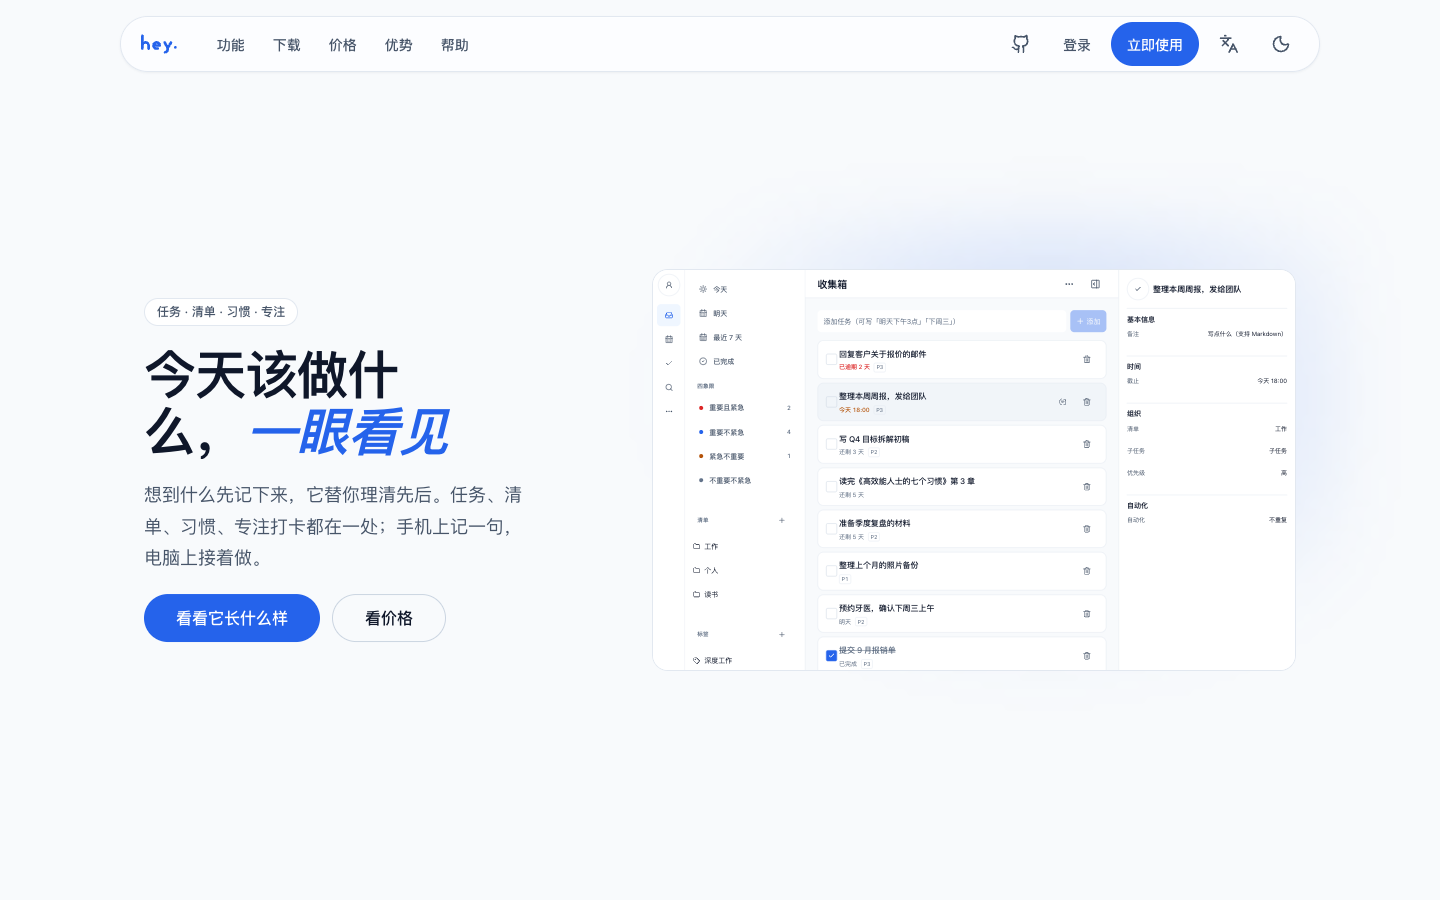 hey.
功能
下载
价格
优势
帮助
登录
立即使用
任务 · 清单 · 习惯 · 专注
今天该做什
么，一眼看见
想到什么先记下来，它替你理清先后。任务、清
单、习惯、专注打卡都在一处；手机上记一句，
电脑上接着做。
看看它长什么样
看价格
今天
明天
最近 7 天
已完成
四象限
重要且紧急 2
重要不紧急 4
紧急不重要 1
不重要不紧急
清单
工作
个人
读书
标签
深度工作
收集箱
添加任务（可写「明天下午3点」「下周三」）
添加
回复客户关于报价的邮件
已逾期 2 天 P3
整理本周周报，发给团队
今天 18:00 P3
写 Q4 目标拆解初稿
还剩 3 天 P2
读完《高效能人士的七个习惯》第 3 章
还剩 5 天
准备季度复盘的材料
还剩 5 天 P2
整理上个月的照片备份
P1
预约牙医，确认下周三上午
明天 P2
提交 9 月报销单
已完成 P3
整理本周周报，发给团队
基本信息
备注 写点什么（支持 Markdown）
时间
截止 今天 18:00
组织
清单 工作
子任务 子任务
优先级 高
自动化
自动化 不重复